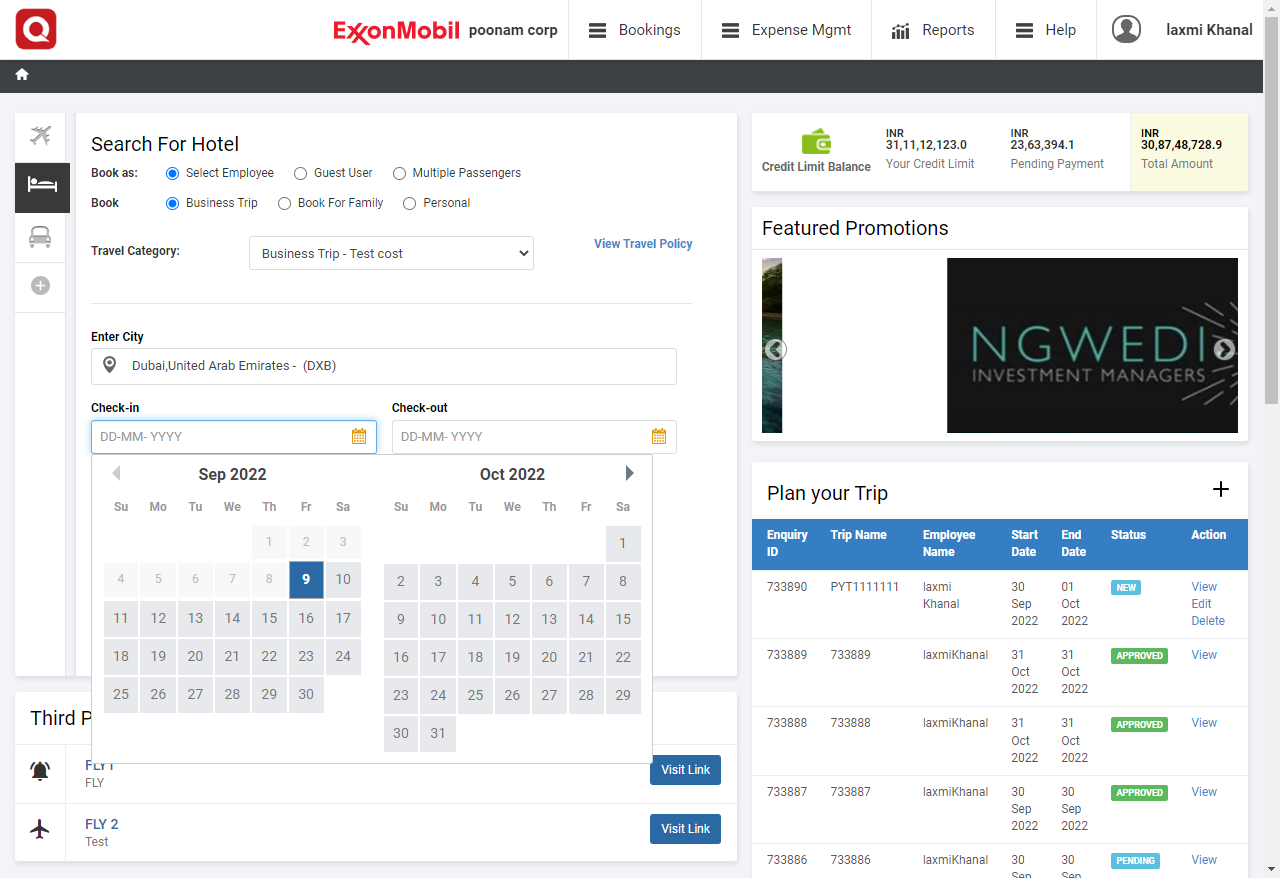 Q
ExxonMobil poonam corp
Bookings
Expense Mgmt
Reports
Help
laxmi Khanal
Search For Hotel
Book as: Select Employee Guest User Multiple Passengers
Book Business Trip Book For Family Personal
Travel Category: Business Trip - Test cost View Travel Policy
Enter City
Dubai,United Arab Emirates - (DXB)
Check-in Check-out
DD-MM- YYYY DD-MM- YYYY
Sep 2022
Su Mo Tu We Th Fr Sa
1 2 3
4 5 6 7 8 9 10
11 12 13 14 15 16 17
18 19 20 21 22 23 24
25 26 27 28 29 30
Oct 2022
Su Mo Tu We Th Fr Sa
1
2 3 4 5 6 7 8
9 10 11 12 13 14 15
16 17 18 19 20 21 22
23 24 25 26 27 28 29
30 31
Third P
FLY1
FLY
Visit Link
FLY 2
Test
Visit Link
Credit Limit Balance
INR
31,11,12,123.0
Your Credit Limit
INR
23,63,394.1
Pending Payment
INR
30,87,48,728.9
Total Amount
Featured Promotions
NGWEDI
INVESTMENT MANAGERS
Plan your Trip
Enquiry ID Trip Name Employee Name Start Date End Date Status Action
733890 PYT1111111 laxmi Khanal 30 Sep 2022 01 Oct 2022 NEW View Edit Delete
733889 733889 laxmiKhanal 31 Oct 2022 31 Oct 2022 APPROVED View
733888 733888 laxmiKhanal 31 Oct 2022 31 Oct 2022 APPROVED View
733887 733887 laxmiKhanal 30 Sep 2022 30 Sep 2022 APPROVED View
733886 733886 laxmiKhanal 30 Sep 30 Sep PENDING View